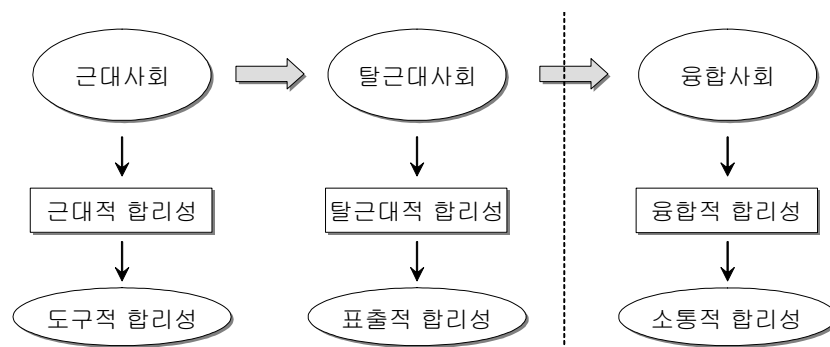 근대사회
탈근대사회
융합사회
근대적 합리성
탈근대적 합리성
융합적 합리성
도구적 합리성
표출적 합리성
소통적 합리성